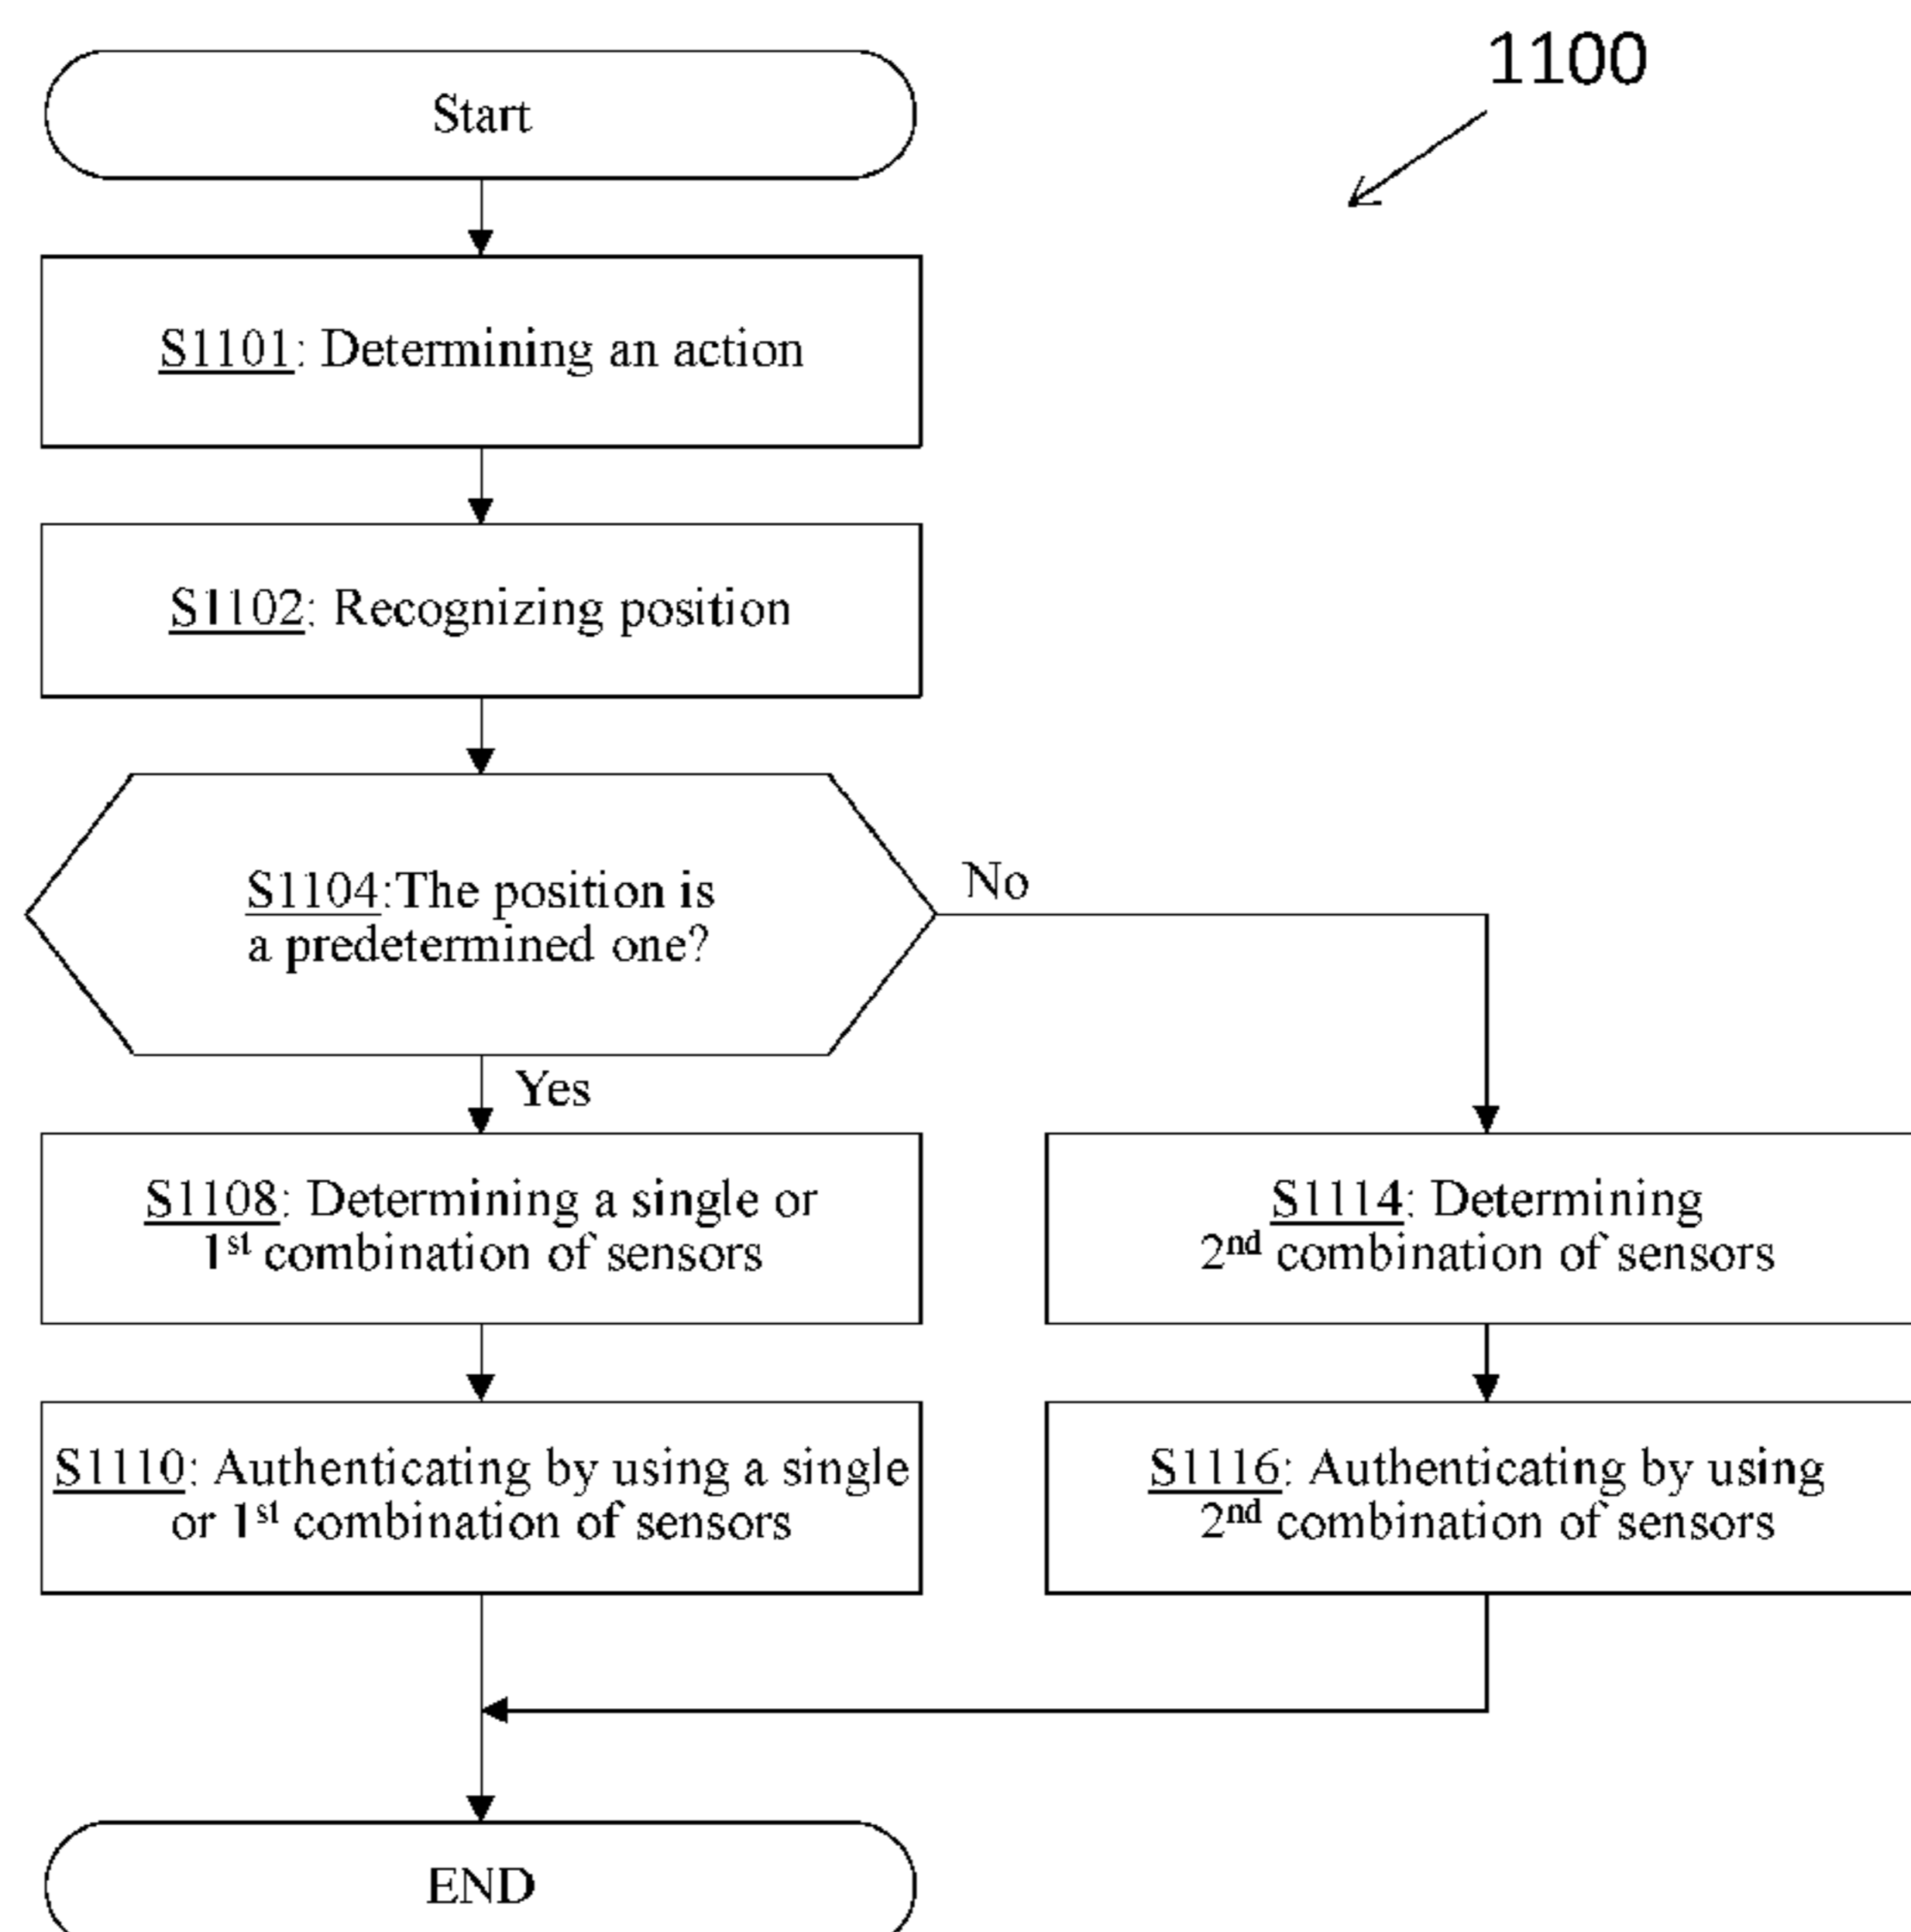 1100
Start
S1101: Determining an action
S1102: Recognizing position
S1104:The position is
a predetermined one?
No
Yes
S1108: Determining a single or
1st combination of sensors
S1114: Determining
2nd combination of sensors
S1110: Authenticating by using a single
or 1st combination of sensors
S1116: Authenticating by using
2nd combination of sensors
END